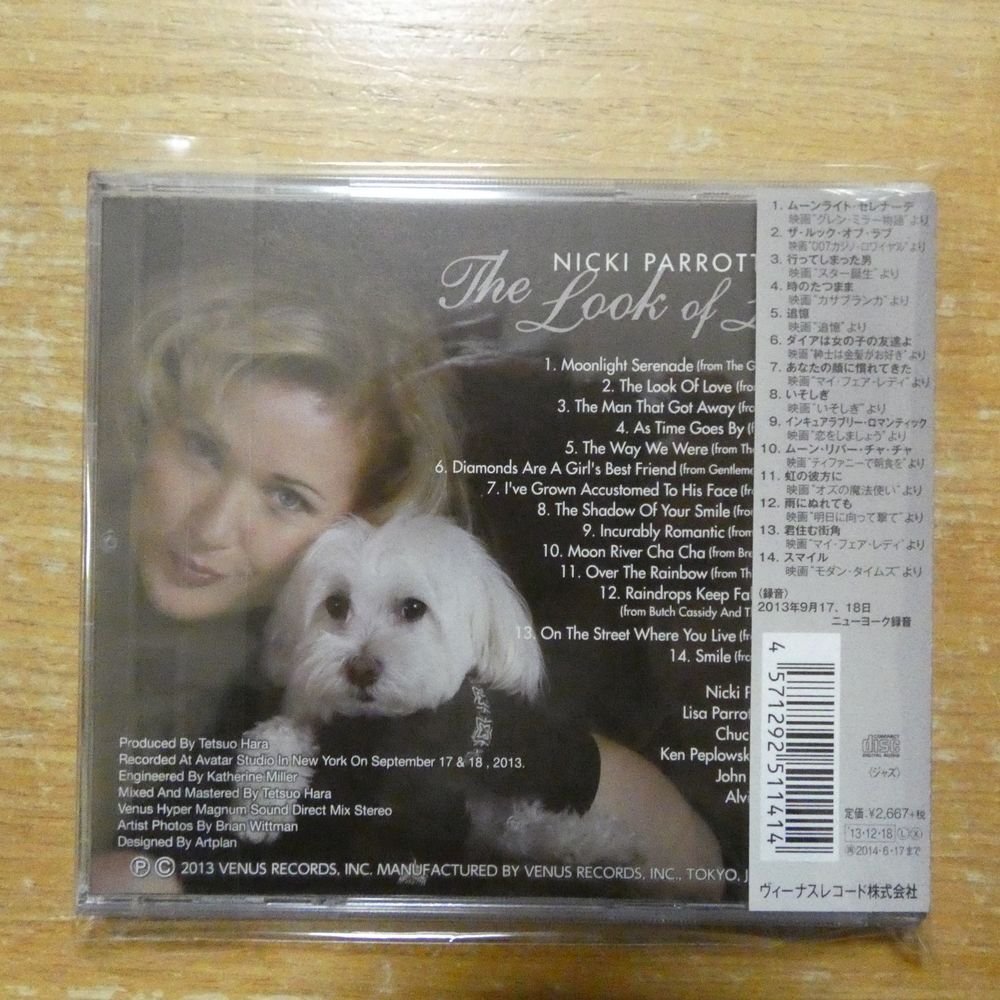 NICKI PARROTT
The Look of
1. Moonlight Serenade (from The G
2. The Look Of Love (from
3. The Man That Got Away (from
4. As Time Goes By (
5. The Way We Were (from The
6. Diamonds Are A Girl's Best Friend (from Gentleme
7. I've Grown Accustomed To His Face (from
8. The Shadow Of Your Smile (from
9. Incurably Romantic (from
10. Moon River Cha Cha (from Bre
11. Over The Rainbow (from Th
12. Raindrops Keep Fal
(from Butch Cassidy And T
13. On The Street Where You Live (from
14. Smile (from
Nicki P
Lisa Parrot
Chuc
Ken Peplowsk
John
Alvi
Produced By Tetsuo Hara
Recorded At Avatar Studio In New York On September 17 & 18 , 2013.
Engineered By Katherine Miller
Mixed And Mastered By Tetsuo Hara
Venus Hyper Magnum Sound Direct Mix Stereo
Artist Photos By Brian Wittman
Designed By Artplan
Ⓟ Ⓒ 2013 VENUS RECORDS, INC. MANUFACTURED BY VENUS RECORDS, INC., TOKYO, J
1. ムーンライト・セレナーデ
映画"グレン・ミラー物語"より
2. ザ・ルック・オブ・ラブ
映画"007カジノ・ロワイヤル"より
3. 行ってしまった男
映画"スター誕生"より
4. 時のたつまま
映画"カサブランカ"より
5. 追憶
映画"追憶"より
6. ダイアは女の子の友達よ
映画"紳士は金髪がお好き"より
7. あなたの顔に慣れてきた
映画"マイ・フェア・レディ"より
8. いそしぎ
映画"いそしぎ"より
9. インキュアラブリー・ロマンティック
映画"恋をしましょう"より
10. ムーン・リバー・チャ・チャ
映画"ティファニーで朝食を"より
11. 虹の彼方に
映画"オズの魔法使い"より
12. 雨にぬれても
映画"明日に向って撃て"より
13. 君住む街角
映画"マイ・フェア・レディ"より
14. スマイル
映画"モダン・タイムズ"より
〈録音〉
2013年9月17、18日
ニューヨーク録音
4 571292 511414
COMPACT
disc
DIGITAL AUDIO
〈ジャズ〉
定価:¥2,667+税
'13・12・18 Ⓛ Ⓧ
㊢2014・6・17まで
ヴィーナスレコード株式会社